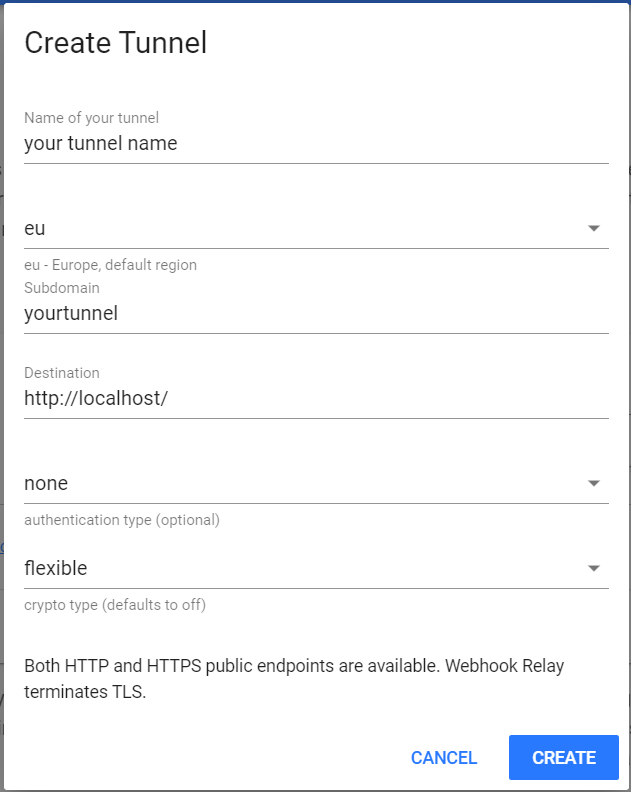 Create Tunnel
Name of your tunnel
your tunnel name
eu
eu - Europe, default region
Subdomain
yourtunnel
Destination
http://localhost/
none
authentication type (optional)
flexible
crypto type (defaults to off)
Both HTTP and HTTPS public endpoints are available. Webhook Relay
terminates TLS.
CANCEL
CREATE